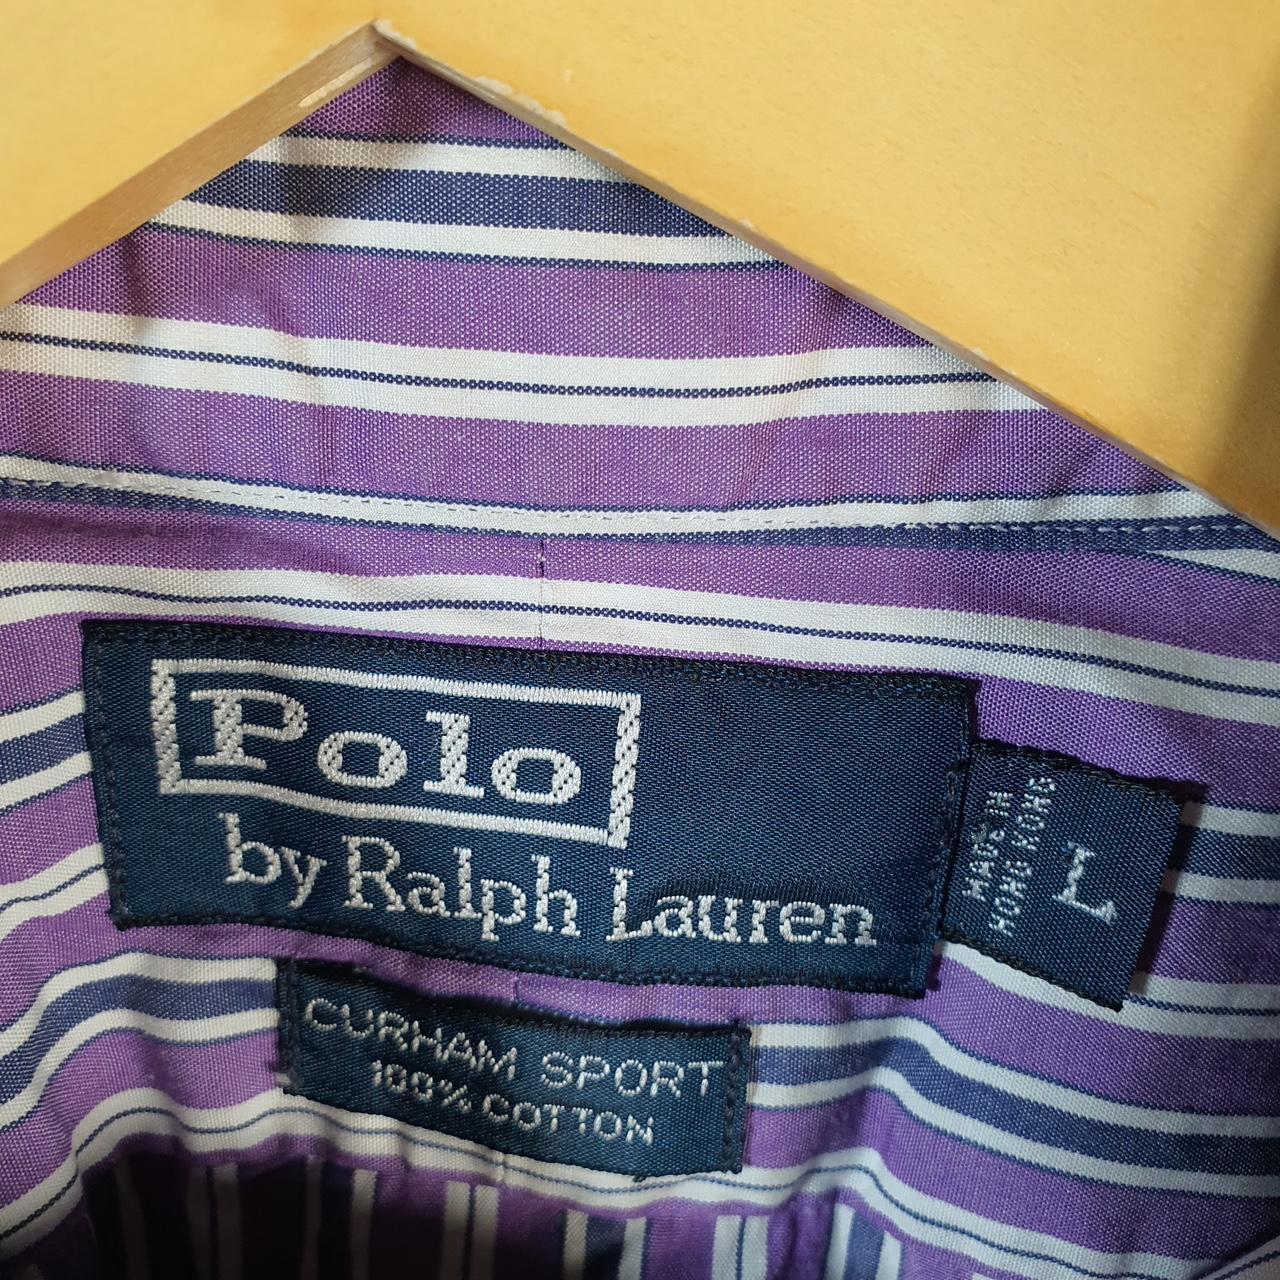 Polo
by Ralph Lauren
MADE IN
HONG KONG
L
CURHAM SPORT
100% COTTON